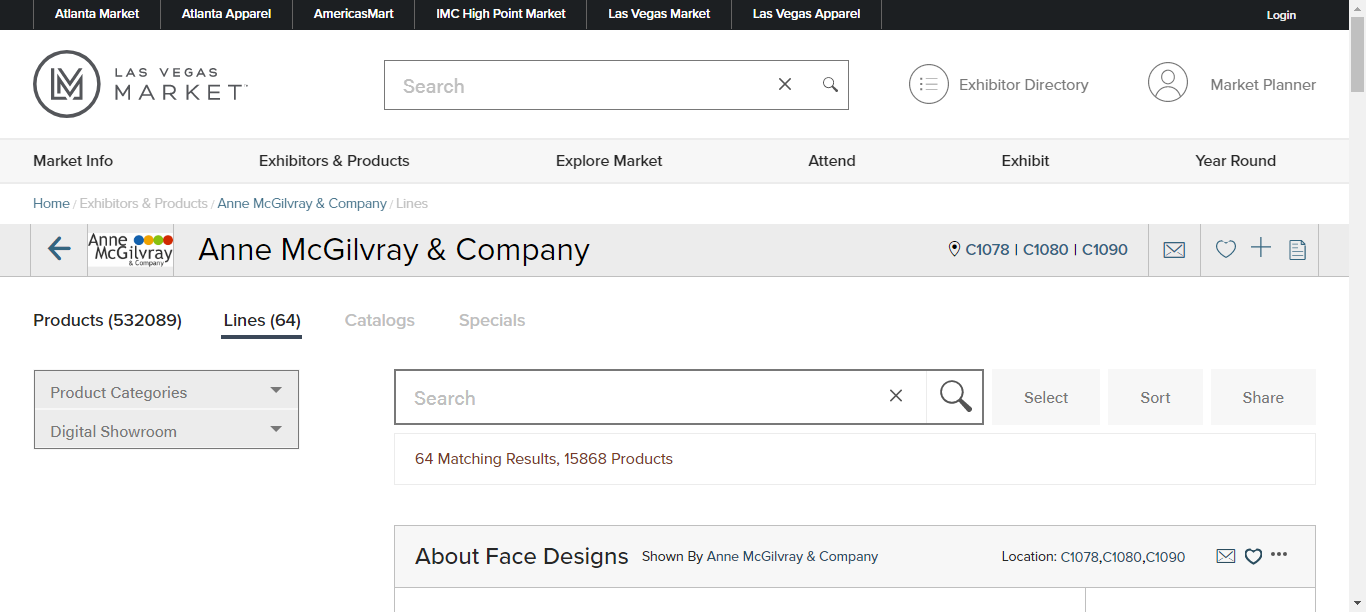 Atlanta Market Atlanta Apparel AmericasMart IMC High Point Market Las Vegas Market Las Vegas Apparel Login
LAS VEGAS
MARKET
Search
Exhibitor Directory
Market Planner
Market Info Exhibitors & Products Explore Market Attend Exhibit Year Round
Home / Exhibitors & Products / Anne McGilvray & Company / Lines
Anne
McGilvray
& Company
Anne McGilvray & Company
C1078 | C1080 | C1090
Products (532089) Lines (64) Catalogs Specials
Product Categories
Digital Showroom
Search
Select Sort Share
64 Matching Results, 15868 Products
About Face Designs Shown By Anne McGilvray & Company Location: C1078,C1080,C1090